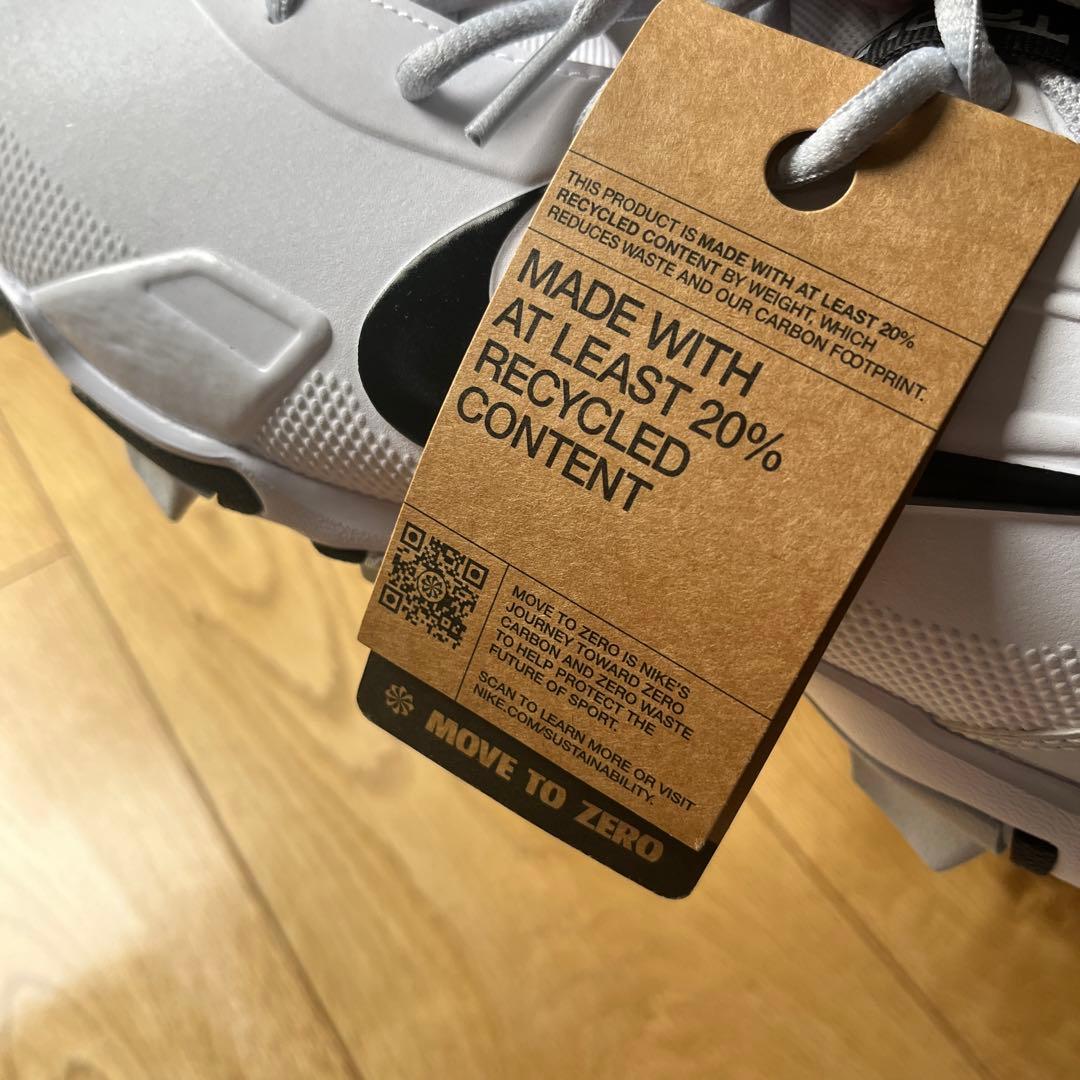 THIS PRODUCT IS MADE WITH AT LEAST 20%
RECYCLED CONTENT BY WEIGHT, WHICH
REDUCES WASTE AND OUR CARBON FOOTPRINT.
MADE WITH
AT LEAST 20%
RECYCLED
CONTENT
MOVE TO ZERO IS NIKE'S
JOURNEY TOWARD ZERO
CARBON AND ZERO WASTE
TO HELP PROTECT THE
FUTURE OF SPORT.
SCAN TO LEARN MORE OR VISIT
NIKE.COM/SUSTAINABILITY.
MOVE TO ZERO